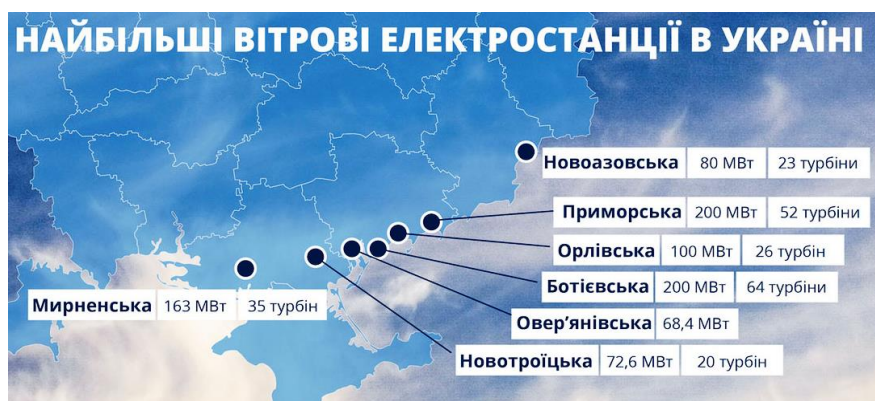 НАЙБІЛЬШІ ВІТРОВІ ЕЛЕКТРОСТАНЦІЇ В УКРАЇНІ
Новоазовська 80 МВт 23 турбіни
Приморська 200 МВт 52 турбіни
Орлівська 100 МВт 26 турбін
Ботієвська 200 МВт 64 турбіни
Мирненська 163 МВт 35 турбін
Овер’янівська 68,4 МВт
Новотроїцька 72,6 МВт 20 турбін